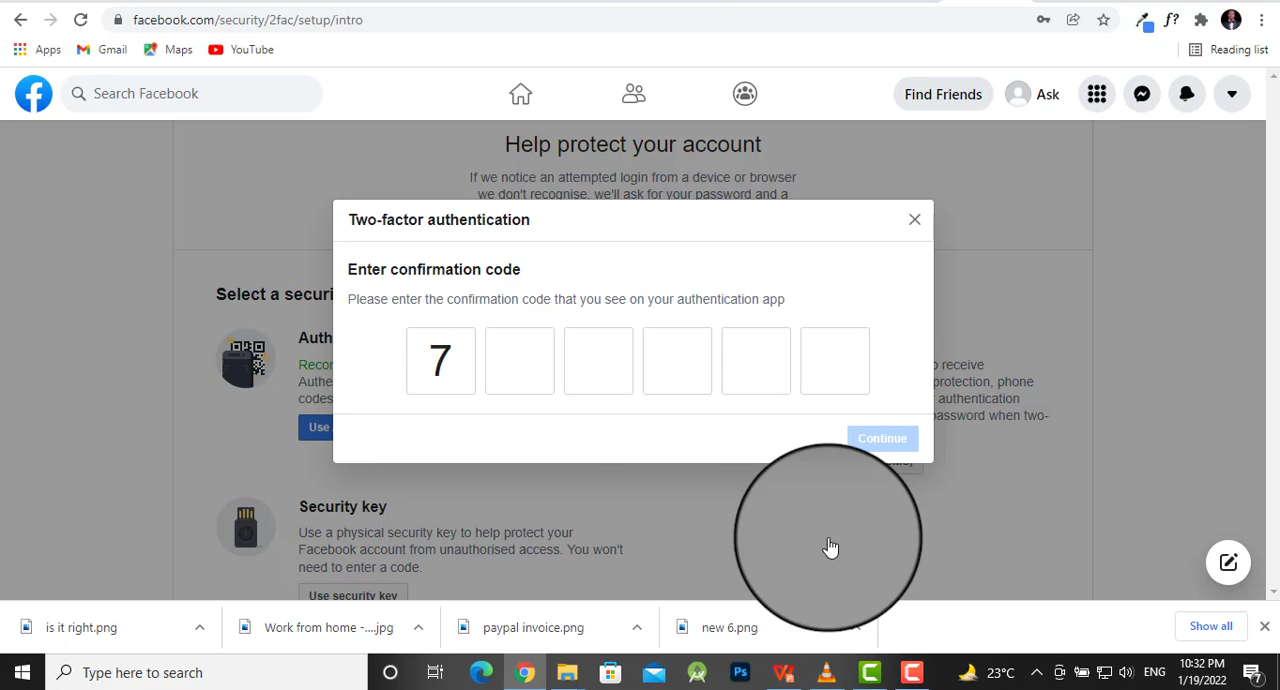 facebook.com/security/2fac/setup/intro
f?
Apps Gmail Maps YouTube Reading list
Search Facebook Find Friends Ask
Help protect your account
If we notice an attempted login from a device or browser
we don't recognise, we'll ask for your password and a
Two-factor authentication
Enter confirmation code
Please enter the confirmation code that you see on your authentication app
7
Continue
Select a securi
Auth
Recor
Authe
codes
Use
o receive
protection, phone
authentication
password when two-
Security key
Use a physical security key to help protect your
Facebook account from unauthorised access. You won't
need to enter a code.
Use security key
is it right.png Work from home -....jpg paypal invoice.png new 6.png Show all
Type here to search Ps 23°C ENG 10:32 PM
1/19/2022 7